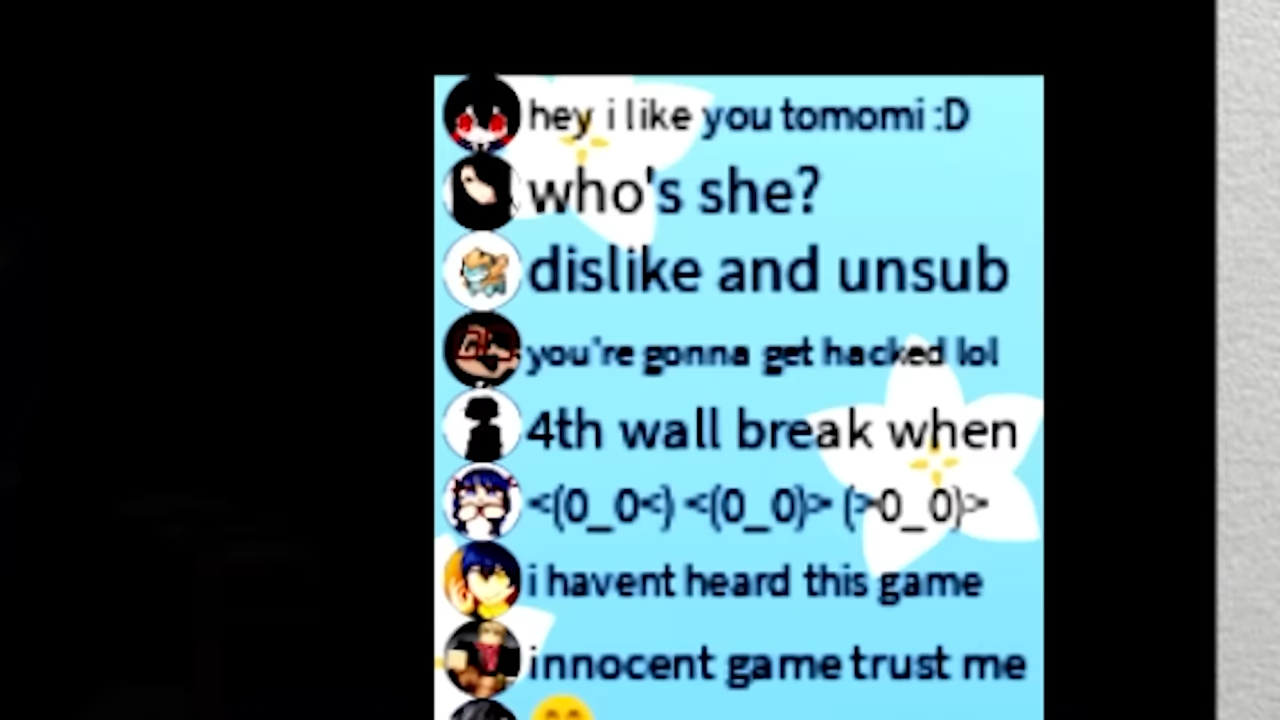 hey i like you tomomi :D
who's she?
dislike and unsub
you're gonna get hacked lol
4th wall break when
<(0_0<) <(0_0)> (>0_0)>
i havent heard this game
innocent game trust me